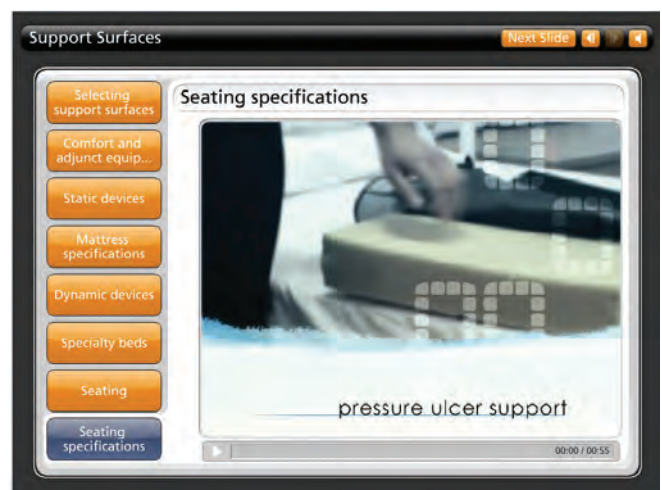 Support Surfaces
Next Slide
Selecting
support surfaces
Comfort and
adjunct equip...
Static devices
Mattress
specifications
Dynamic devices
Specialty beds
Seating
Seating
specifications
Seating specifications
pressure ulcer support
00:00 / 00:55